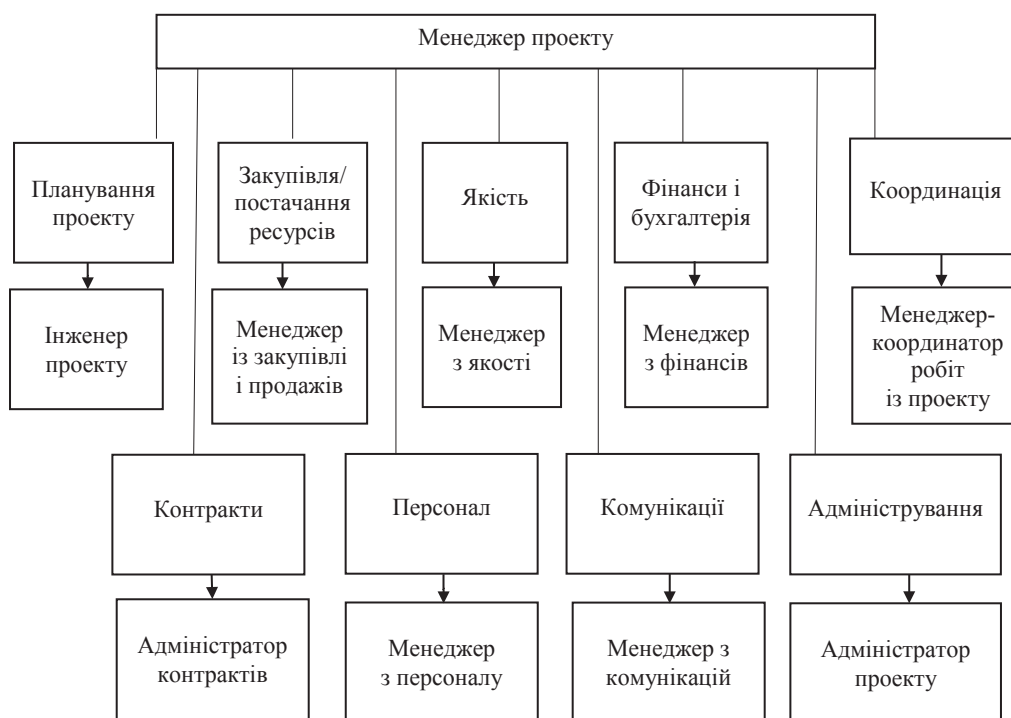 Менеджер проекту
Планування
проекту
Закупівля/
постачання
ресурсів
Якість
Фінанси і
бухгалтерія
Координація
Інженер
проекту
Менеджер
із закупівлі
і продажів
Менеджер
з якості
Менеджер
з фінансів
Менеджер-
координатор
робіт
із проекту
Контракти
Персонал
Комунікації
Адміністрування
Адміністратор
контрактів
Менеджер
з персоналу
Менеджер з
комунікацій
Адміністратор
проекту